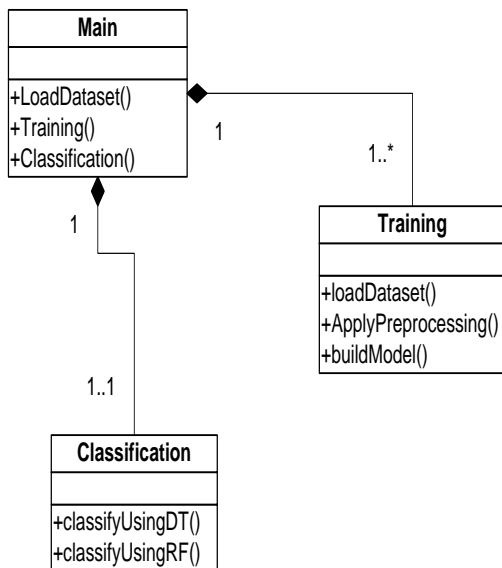 Main
+LoadDataset()
+Training()
+Classification()
1
1..*
1
Training
+loadDataset()
+ApplyPreprocessing()
+buildModel()
1..1
Classification
+classifyUsingDT()
+classifyUsingRF()